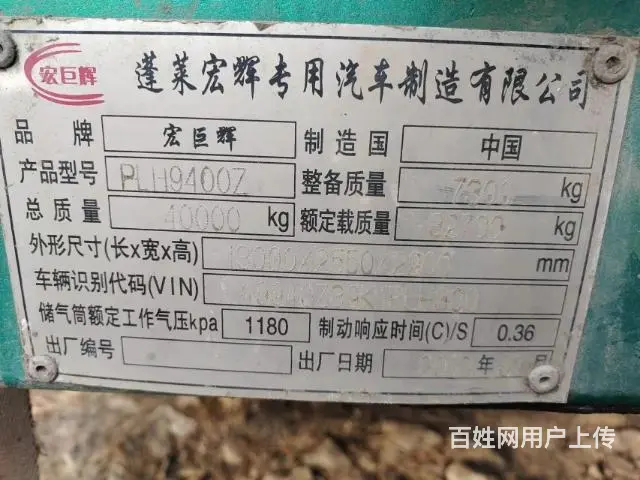 宏巨辉 蓬莱宏辉专用汽车制造有限公司
品牌 宏巨辉 制造国 中国
产品型号 PLH9400Z 整备质量 kg
总质量 40000 kg 额定载质量 kg
外形尺寸(长x宽x高) mm
车辆识别代码(VIN)
储气筒额定工作气压kpa 1180 制动响应时间(C)/S 0.36
出厂编号 出厂日期 年 月
百姓网用户上传